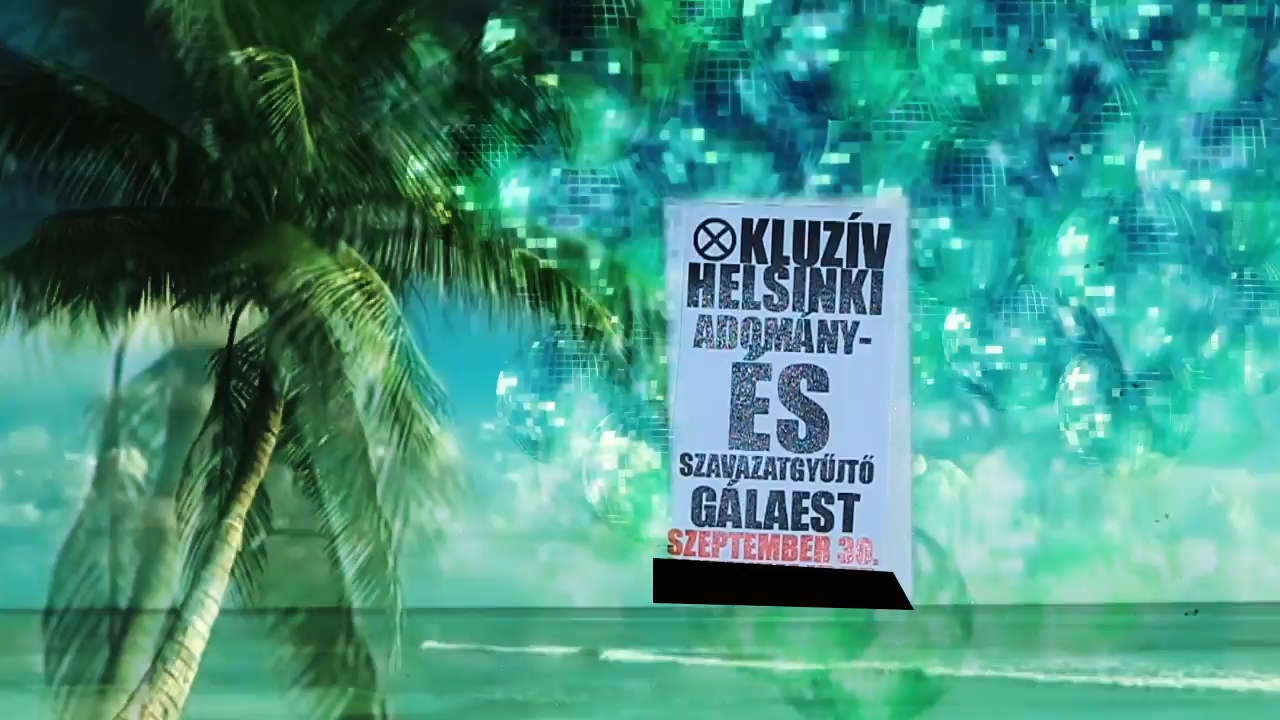 ⊗KLUZÍV
HELSINKI
ADOMÁNY-
ÉS
SZAVAZATGYŰJTŐ
GÁLAEST
SZEPTEMBER 30.